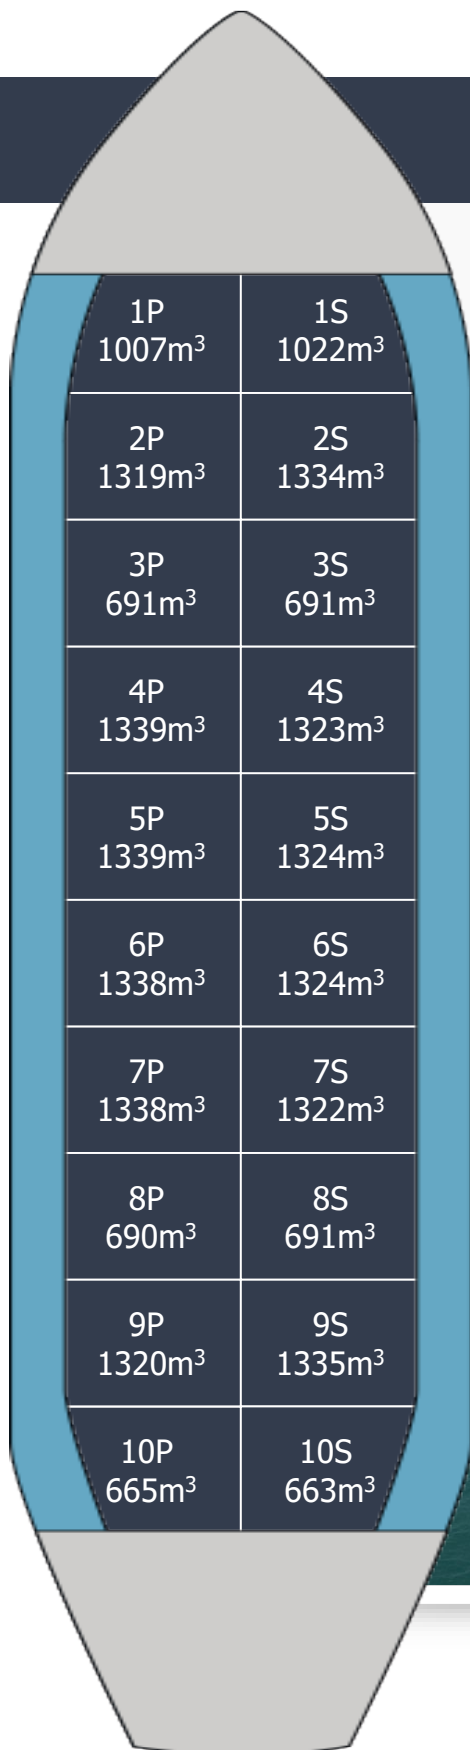 1P
1007m³
1S
1022m³
2P
1319m³
2S
1334m³
3P
691m³
3S
691m³
4P
1339m³
4S
1323m³
5P
1339m³
5S
1324m³
6P
1338m³
6S
1324m³
7P
1338m³
7S
1322m³
8P
690m³
8S
691m³
9P
1320m³
9S
1335m³
10P
665m³
10S
663m³